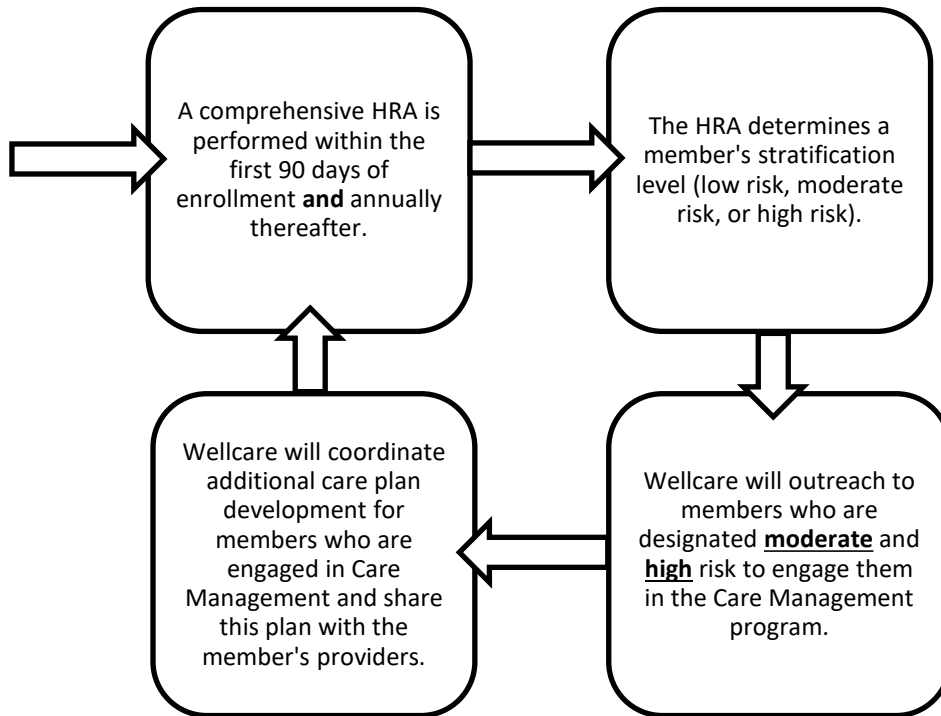 A comprehensive HRA is
performed within the
first 90 days of
enrollment and annually
thereafter.
The HRA determines a
member's stratification
level (low risk, moderate
risk, or high risk).
Wellcare will outreach to
members who are
designated moderate and
high risk to engage them
in the Care Management
program.
Wellcare will coordinate
additional care plan
development for
members who are
engaged in Care
Management and share
this plan with the
member's providers.